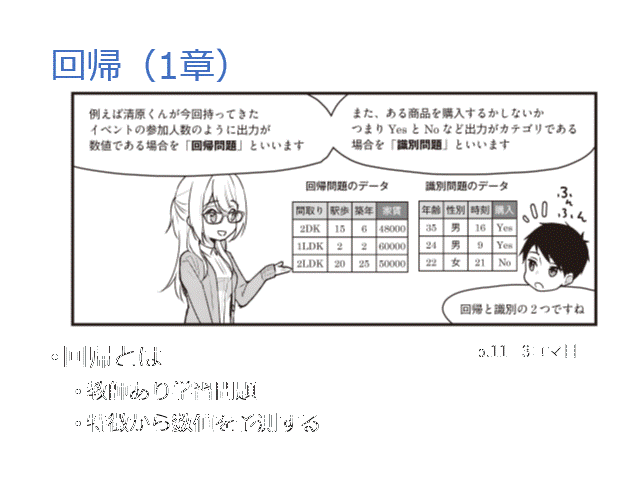 回帰（1章）
例えば清原くんが今回持ってきた
イベントの参加人数のように出力が
数値である場合を「回帰問題」といいます
また、ある商品を購入するかしないか
つまりYesとNoなど出力がカテゴリである
場合を「識別問題」といいます
回帰問題のデータ
間取り 駅歩 築年 家賃
2DK 15 6 48000
1LDK 2 2 60000
2LDK 20 25 50000
識別問題のデータ
年齢 性別 時刻 購入
35 男 16 Yes
24 男 9 Yes
22 女 21 No
ふんふん
回帰と識別の2つですね
p.11 3コマ目
•回帰とは
•教師あり学習問題
•特徴から数値を予測する